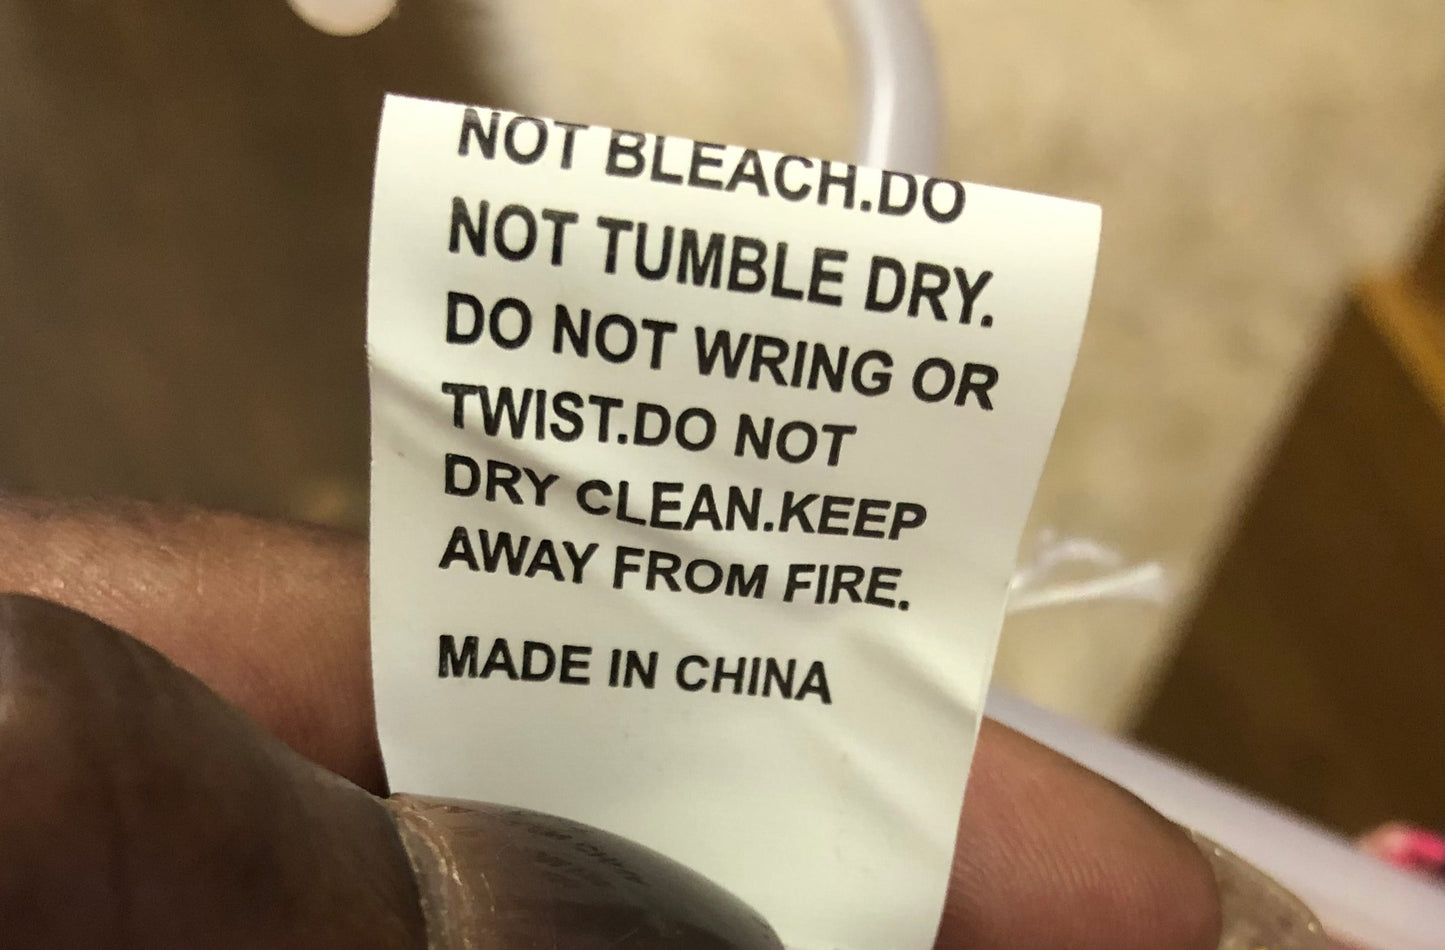 NOT BLEACH.DO
NOT TUMBLE DRY.
DO NOT WRING OR
TWIST.DO NOT
DRY CLEAN.KEEP
AWAY FROM FIRE.
MADE IN CHINA